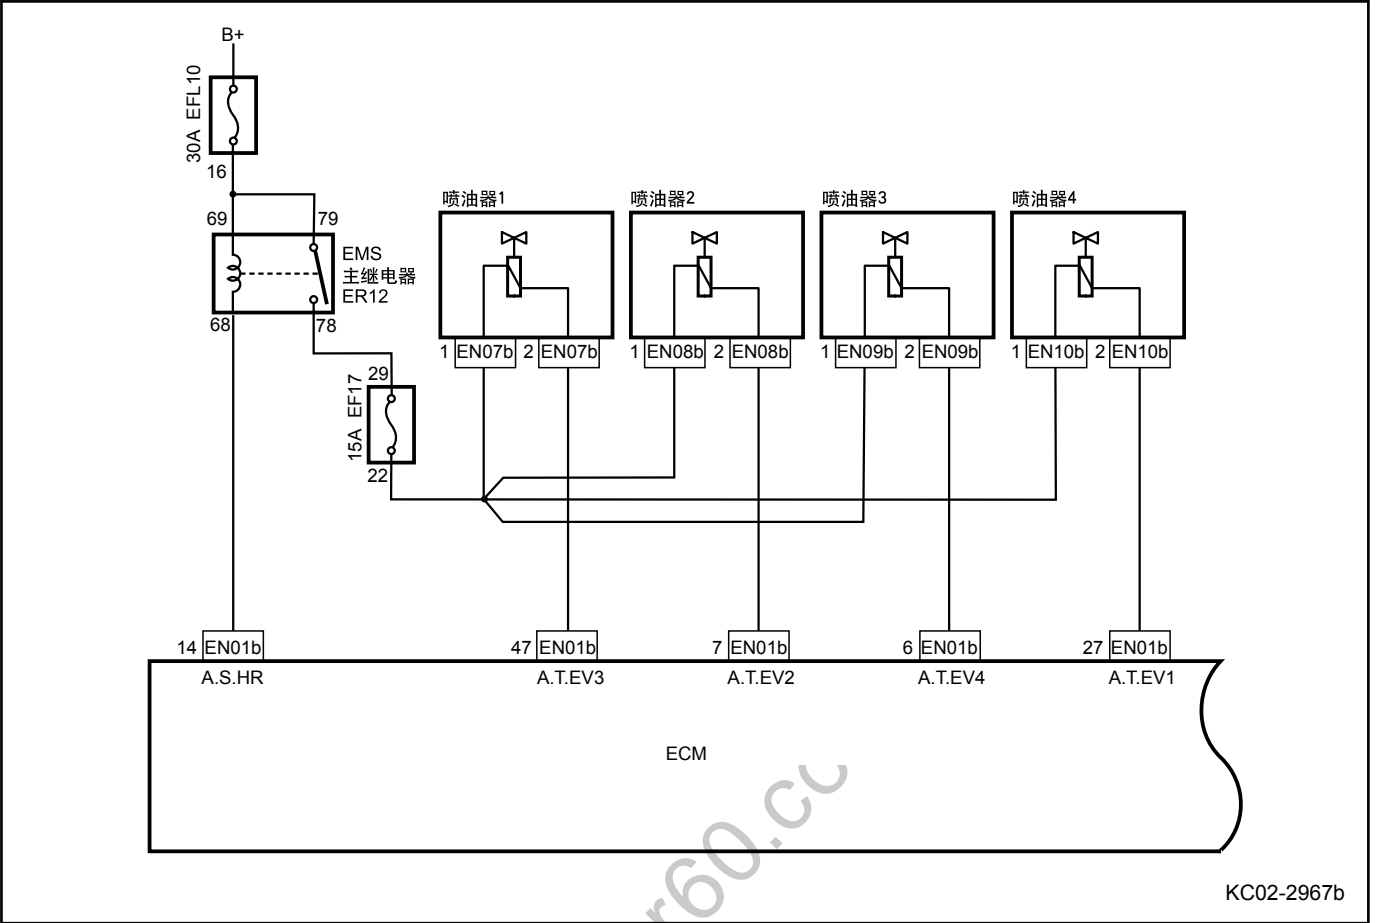 B+
30A EFL10
16
69
79
EMS
主继电器
ER12
68
78
喷油器1
喷油器2
喷油器3
喷油器4
1 EN07b 2 EN07b
1 EN08b 2 EN08b
1 EN09b 2 EN09b
1 EN10b 2 EN10b
29
15A EF17
22
14 EN01b
47 EN01b
7 EN01b
6 EN01b
27 EN01b
A.S.HR
A.T.EV3
A.T.EV2
A.T.EV4
A.T.EV1
ECM
KC02-2967b